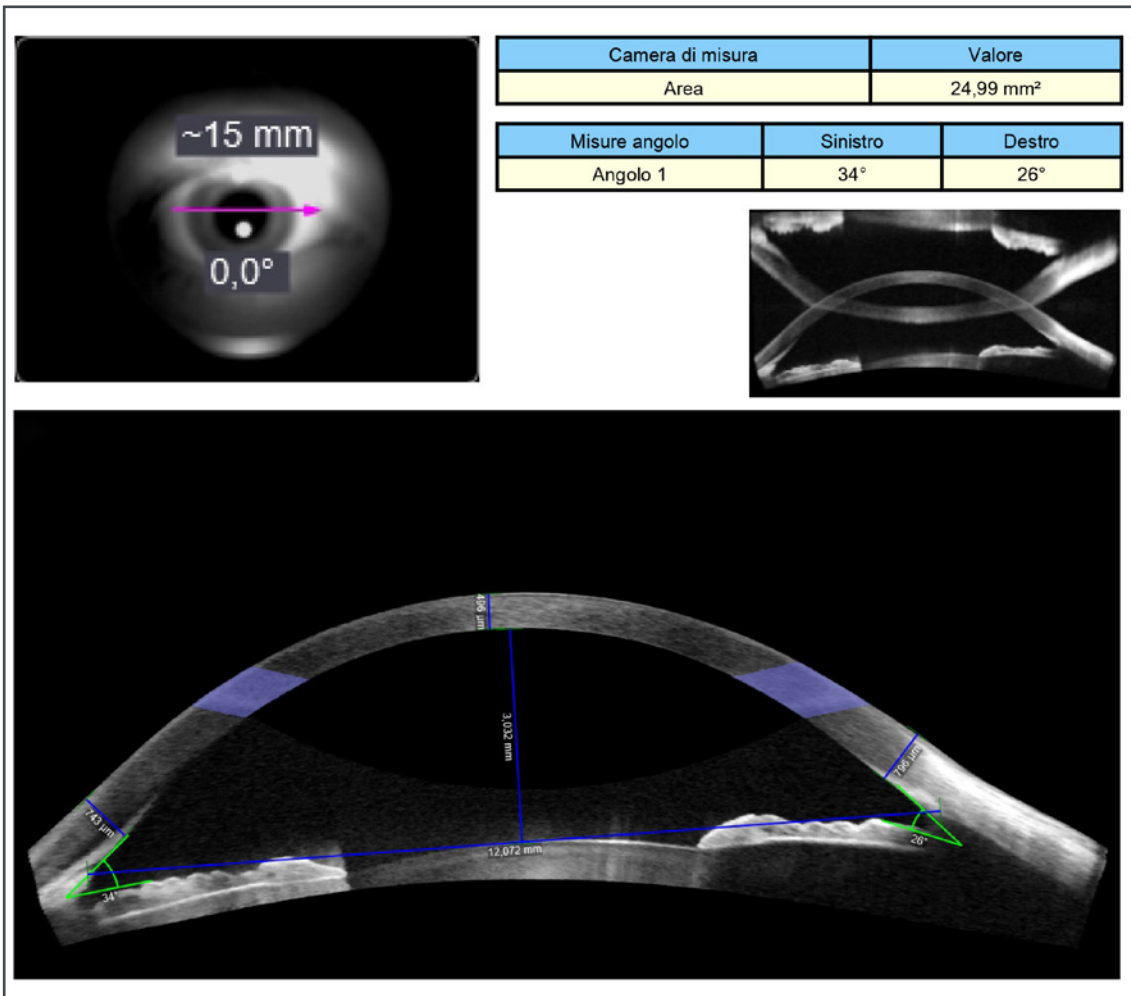 ~15 mm
0,0°
Camera di misura Valore
Area 24,99 mm²
Misure angolo Sinistro Destro
Angolo 1 34° 26°
496 µm
3,032 mm
796 µm
743 µm
12,072 mm
26°
34°